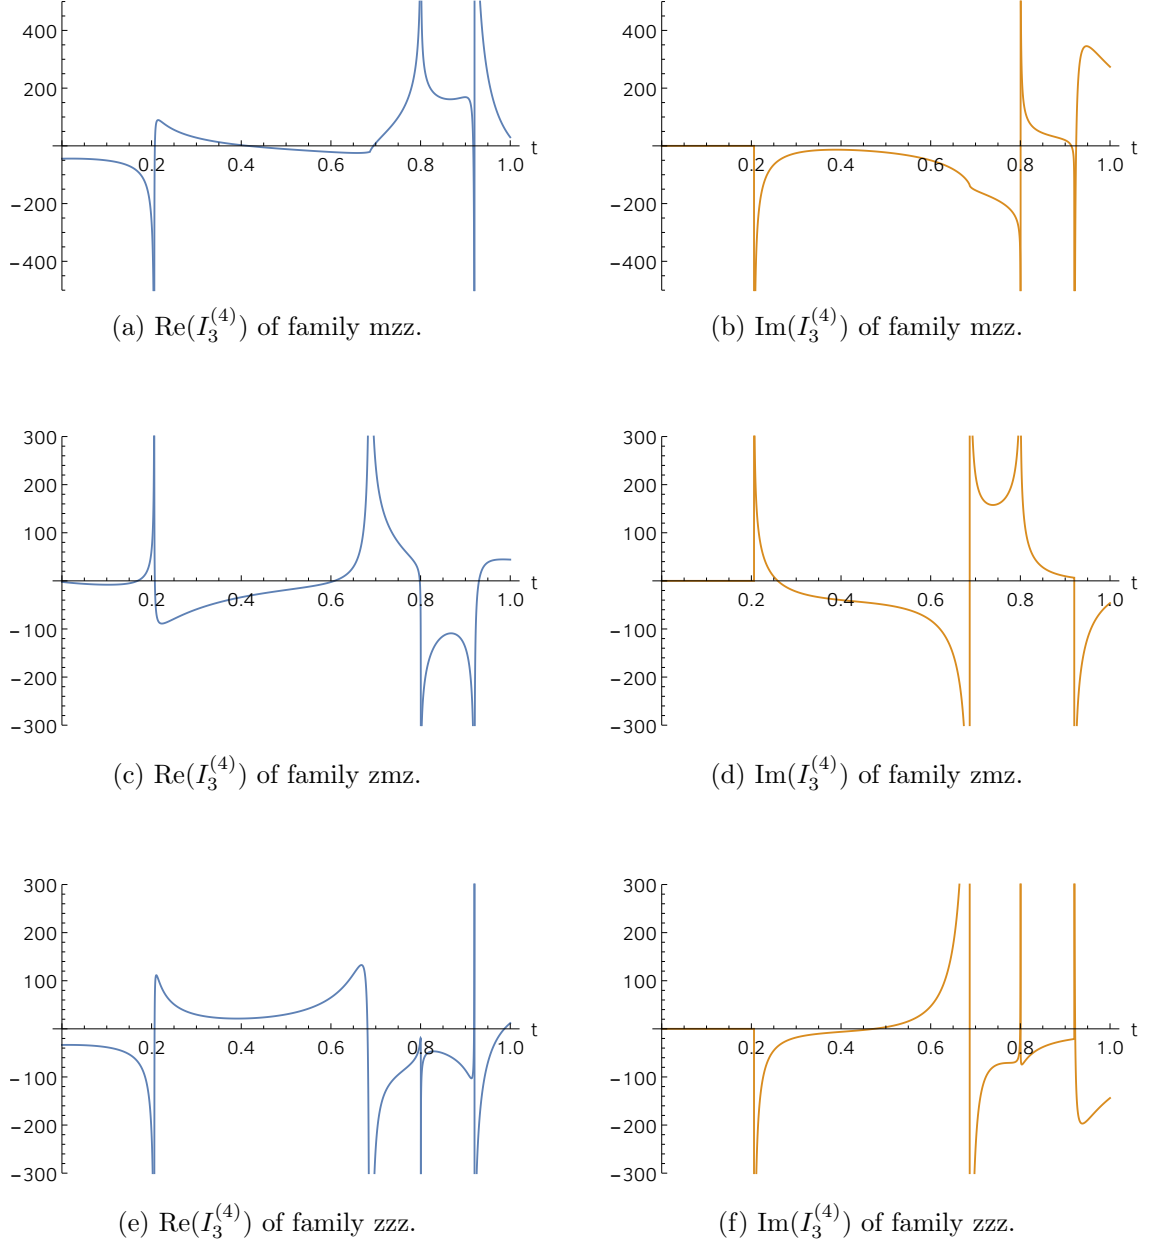 400
200
−200
−400
0.2 0.4 0.6 0.8 1.0 t
(a) Re(I₃⁽⁴⁾) of family mzz.
400
200
−200
−400
0.2 0.4 0.6 0.8 1.0 t
(b) Im(I₃⁽⁴⁾) of family mzz.
300
200
100
−100
−200
−300
0.2 0.4 0.6 0.8 1.0 t
(c) Re(I₃⁽⁴⁾) of family zmz.
300
200
100
−100
−200
−300
0.2 0.4 0.6 0.8 1.0 t
(d) Im(I₃⁽⁴⁾) of family zmz.
300
200
100
−100
−200
−300
0.2 0.4 0.6 0.8 1.0 t
(e) Re(I₃⁽⁴⁾) of family zzz.
300
200
100
−100
−200
−300
0.2 0.4 0.6 0.8 1.0 t
(f) Im(I₃⁽⁴⁾) of family zzz.